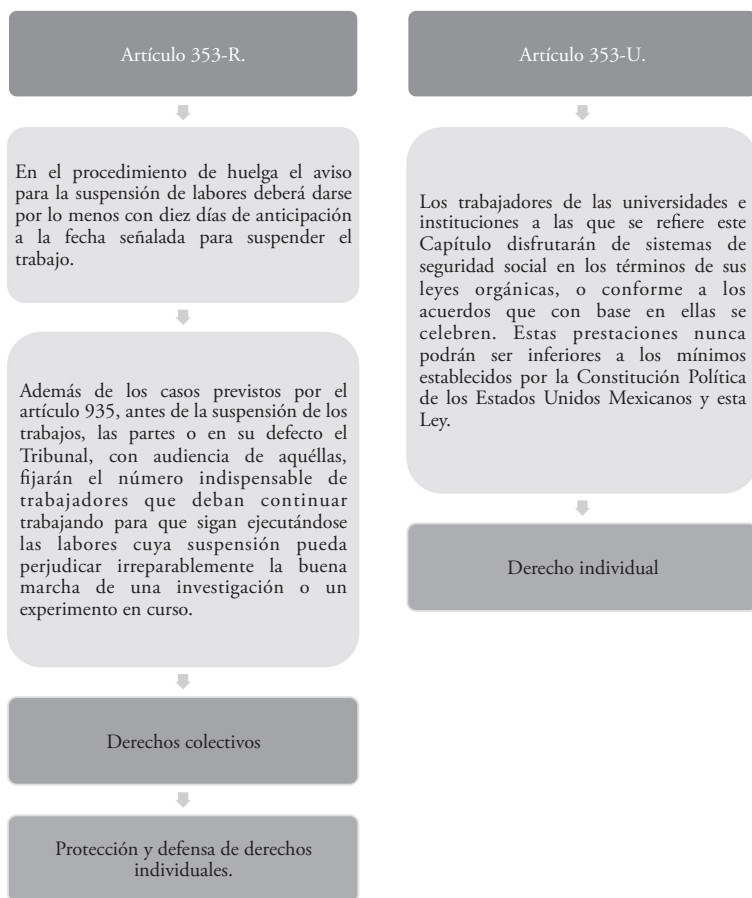 Artículo 353-R.
En el procedimiento de huelga el aviso
para la suspensión de labores deberá darse
por lo menos con diez días de anticipación
a la fecha señalada para suspender el
trabajo.
Además de los casos previstos por el
artículo 935, antes de la suspensión de los
trabajos, las partes o en su defecto el
Tribunal, con audiencia de aquéllas,
fijarán el número indispensable de
trabajadores que deban continuar
trabajando para que sigan ejecutándose
las labores cuya suspensión pueda
perjudicar irreparablemente la buena
marcha de una investigación o un
experimento en curso.
Derechos colectivos
Protección y defensa de derechos
individuales.
Artículo 353-U.
Los trabajadores de las universidades e
instituciones a las que se refiere este
Capítulo disfrutarán de sistemas de
seguridad social en los términos de sus
leyes orgánicas, o conforme a los
acuerdos que con base en ellas se
celebren. Estas prestaciones nunca
podrán ser inferiores a los mínimos
establecidos por la Constitución Política
de los Estados Unidos Mexicanos y esta
Ley.
Derecho individual